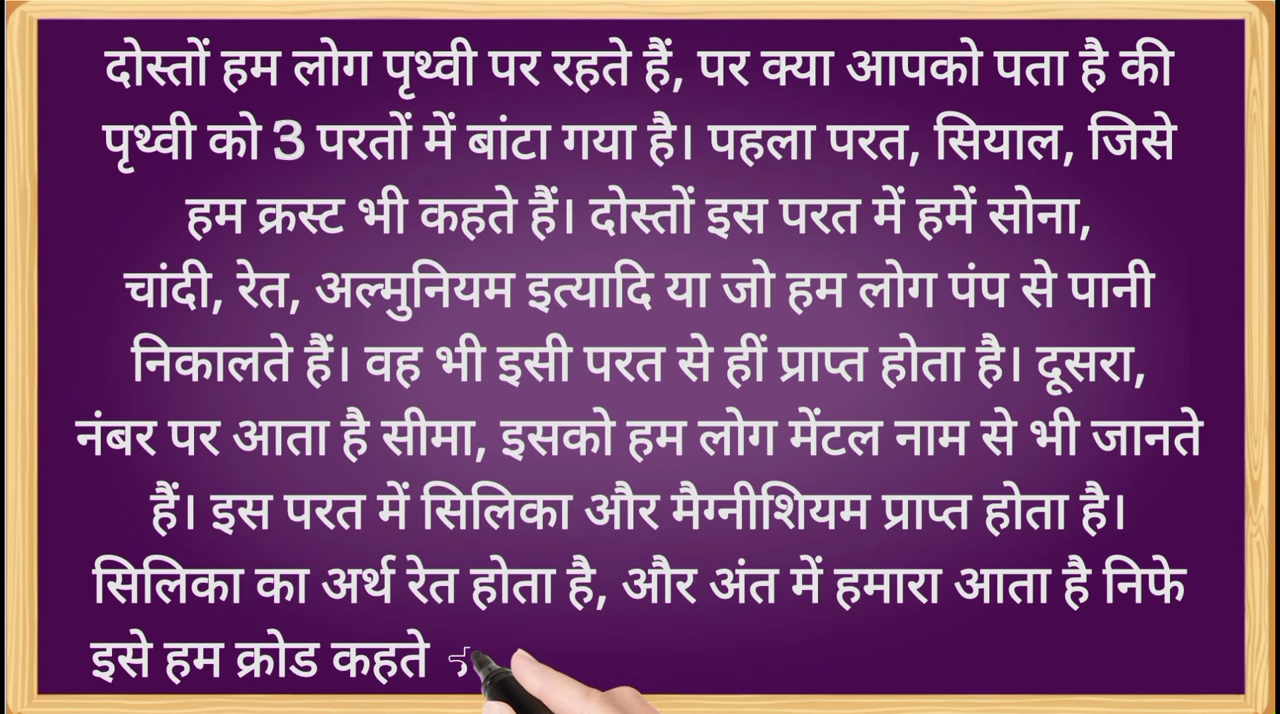 दोस्तों हम लोग पृथ्वी पर रहते हैं, पर क्या आपको पता है की
पृथ्वी को 3 परतों में बांटा गया है। पहला परत, सियाल, जिसे
हम क्रस्ट भी कहते हैं। दोस्तों इस परत में हमें सोना,
चांदी, रेत, अल्मुनियम इत्यादि या जो हम लोग पंप से पानी
निकालते हैं। वह भी इसी परत से हीं प्राप्त होता है। दूसरा,
नंबर पर आता है सीमा, इसको हम लोग मेंटल नाम से भी जानते
हैं। इस परत में सिलिका और मैग्नीशियम प्राप्त होता है।
सिलिका का अर्थ रेत होता है, और अंत में हमारा आता है निफे
इसे हम क्रोड कहते